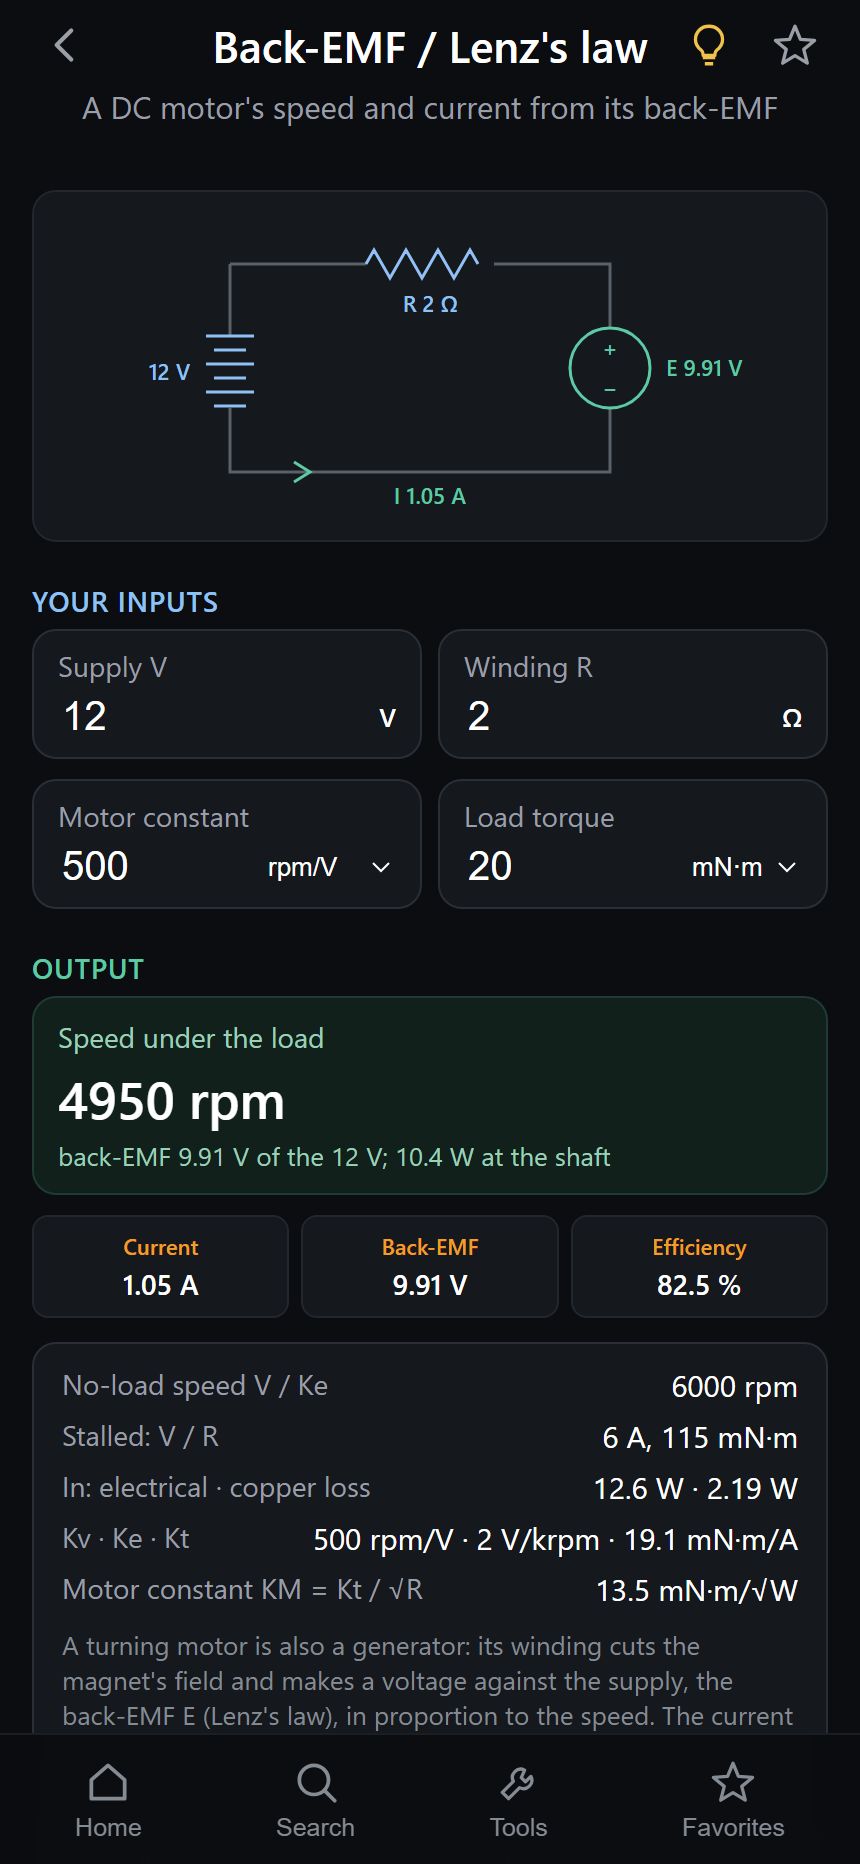 Back-EMF / Lenz's law
A DC motor's speed and current from its back-EMF
R 2 Ω
12 V
+
−
E 9.91 V
I 1.05 A
YOUR INPUTS
Supply V
12 V
Winding R
2 Ω
Motor constant
500 rpm/V
Load torque
20 mN·m
OUTPUT
Speed under the load
4950 rpm
back-EMF 9.91 V of the 12 V; 10.4 W at the shaft
Current
1.05 A
Back-EMF
9.91 V
Efficiency
82.5 %
No-load speed V / Ke 6000 rpm
Stalled: V / R 6 A, 115 mN·m
In: electrical · copper loss 12.6 W · 2.19 W
Kv · Ke · Kt 500 rpm/V · 2 V/krpm · 19.1 mN·m/A
Motor constant KM = Kt / √R 13.5 mN·m/√W
A turning motor is also a generator: its winding cuts the
magnet's field and makes a voltage against the supply, the
back-EMF E (Lenz's law), in proportion to the speed. The current
Home
Search
Tools
Favorites